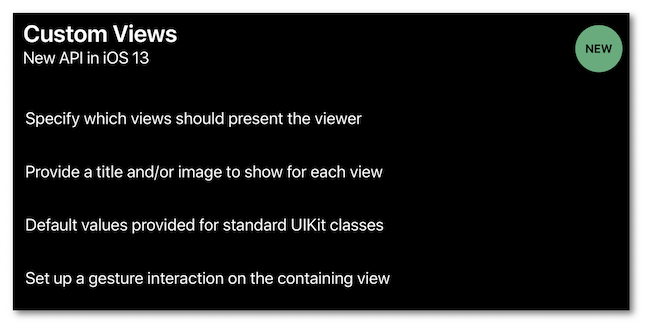 Custom Views
New API in iOS 13
NEW
Specify which views should present the viewer
Provide a title and/or image to show for each view
Default values provided for standard UIKit classes
Set up a gesture interaction on the containing view